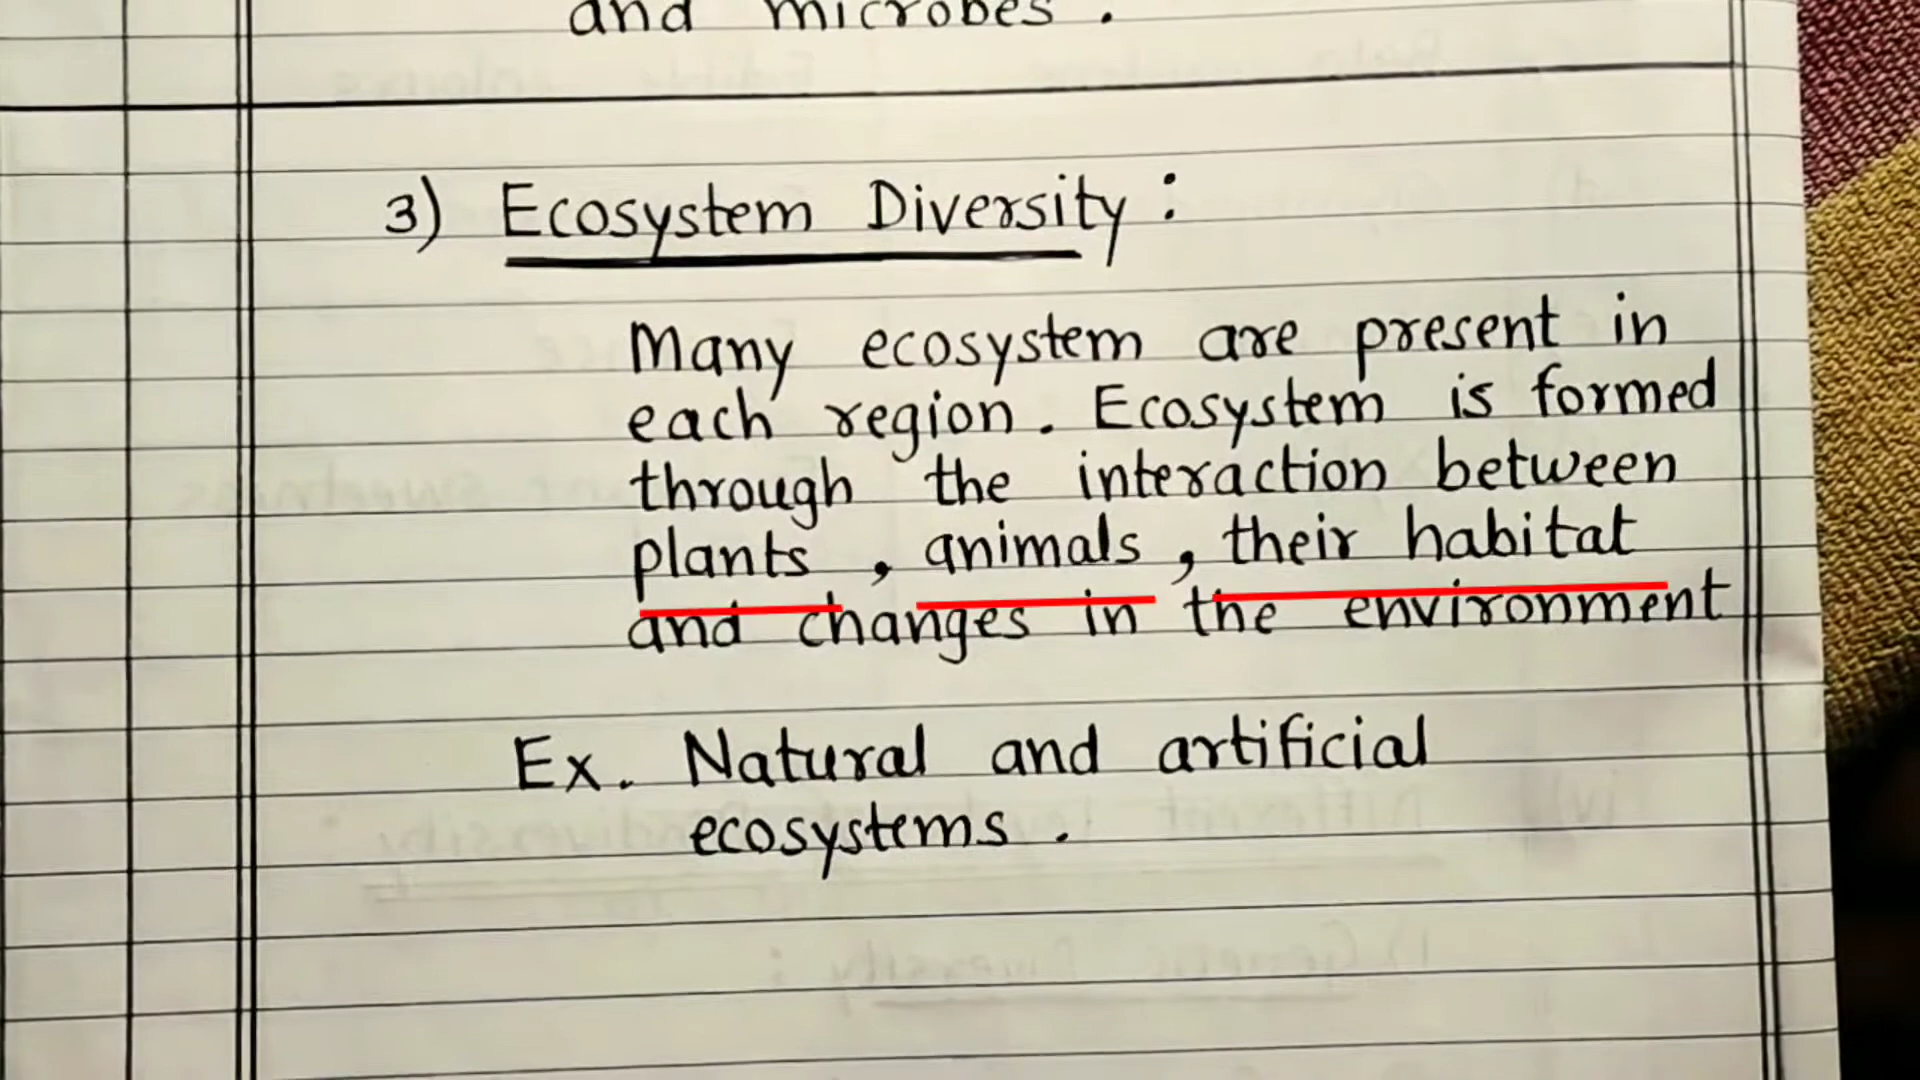 and microbes .
3) Ecosystem Diversity :
Many ecosystem are present in
each region. Ecosystem is formed
through the interaction between
plants , animals , their habitat
and changes in the environment
Ex. Natural and artificial
ecosystems .